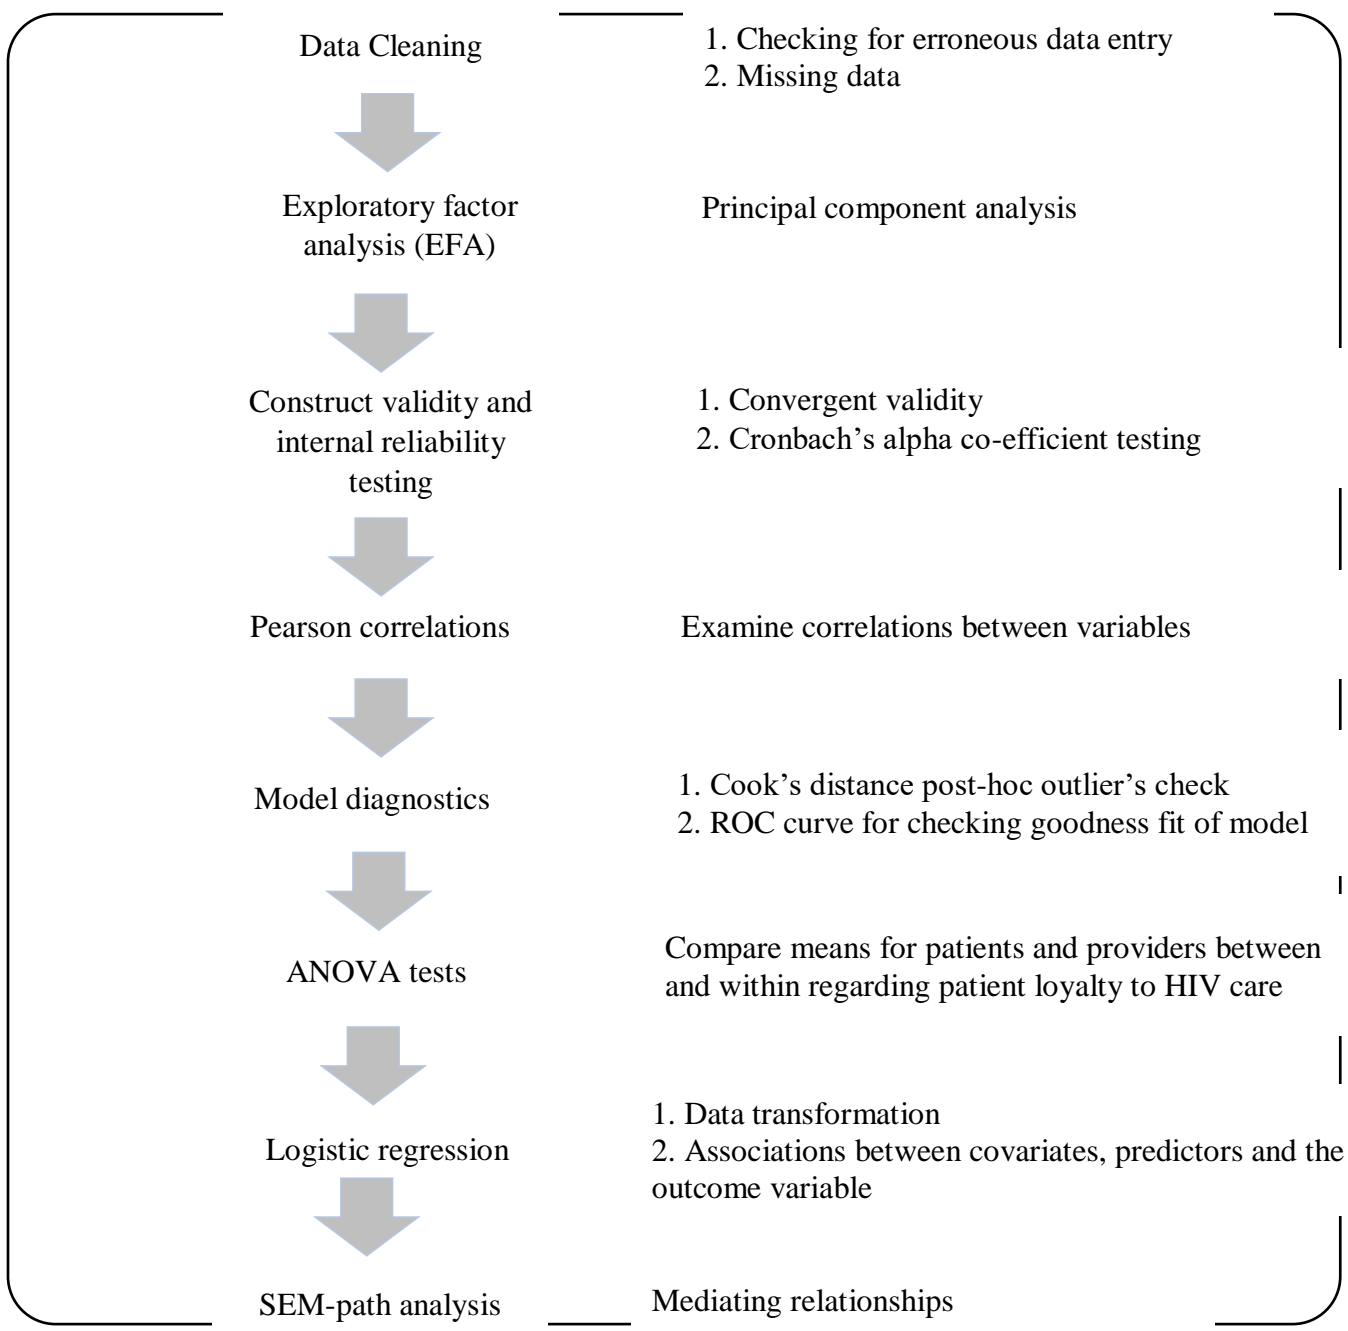 Data Cleaning
1. Checking for erroneous data entry
2. Missing data
Exploratory factor
analysis (EFA)
Principal component analysis
Construct validity and
internal reliability
testing
1. Convergent validity
2. Cronbach’s alpha co-efficient testing
Pearson correlations
Examine correlations between variables
Model diagnostics
1. Cook’s distance post-hoc outlier’s check
2. ROC curve for checking goodness fit of model
ANOVA tests
Compare means for patients and providers between
and within regarding patient loyalty to HIV care
Logistic regression
1. Data transformation
2. Associations between covariates, predictors and the
outcome variable
SEM-path analysis
Mediating relationships